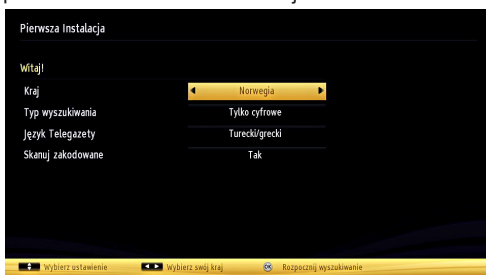 Pierwsza Instalacja
Witaj!
Kraj Norwegia
Typ wyszukiwania Tylko cyfrowe
Język Telegazety Turecki/grecki
Skanuj zakodowane Tak
Wybierz ustawienie Wybierz swój kraj OK Rozpocznij wyszukiwanie